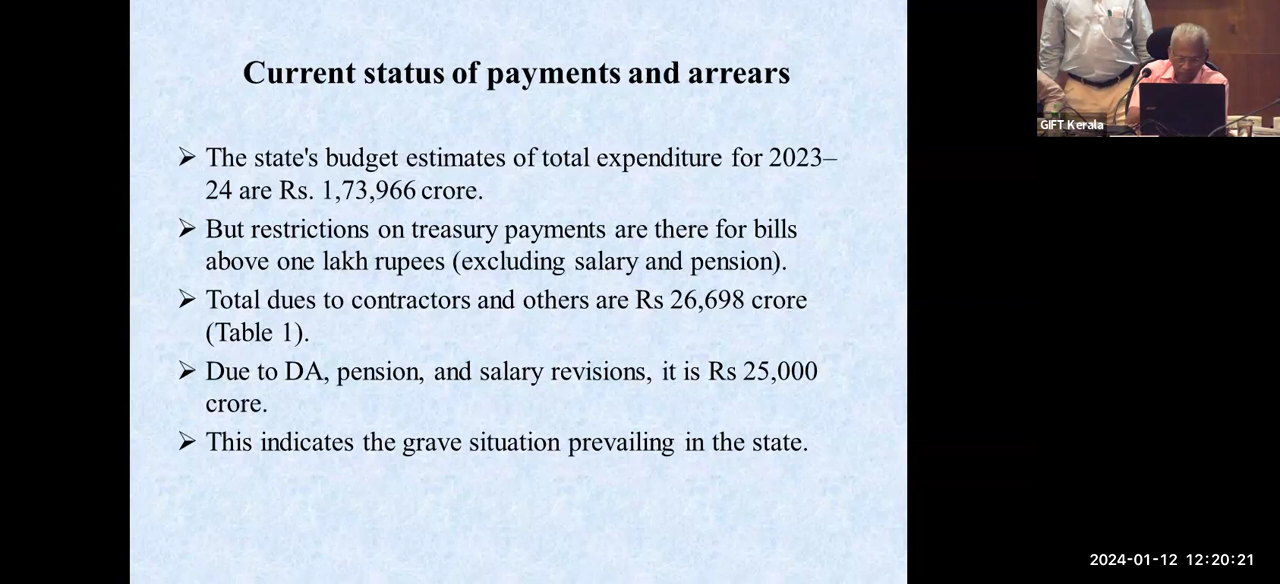 Current status of payments and arrears
➢ The state's budget estimates of total expenditure for 2023–
24 are Rs. 1,73,966 crore.
➢ But restrictions on treasury payments are there for bills
above one lakh rupees (excluding salary and pension).
➢ Total dues to contractors and others are Rs 26,698 crore
(Table 1).
➢ Due to DA, pension, and salary revisions, it is Rs 25,000
crore.
➢ This indicates the grave situation prevailing in the state.
GIFT Kerala
2024-01-12 12:20:21